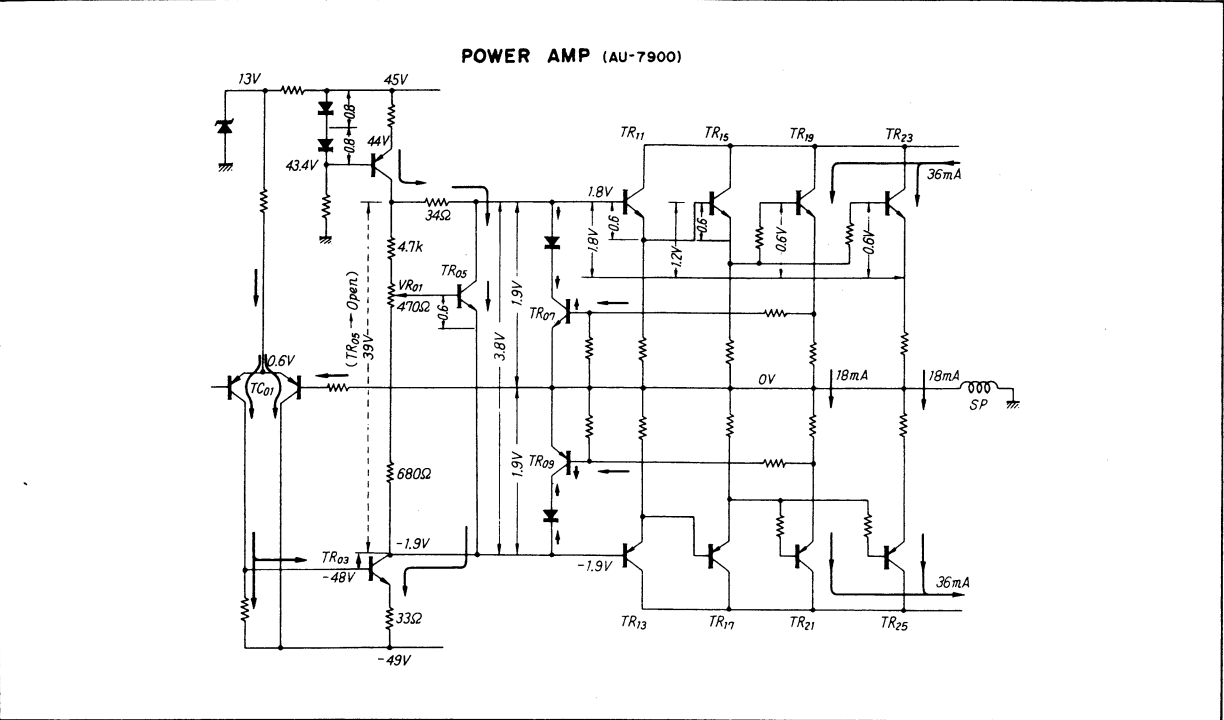 POWER AMP (AU-7900)
13V
45V
0.8
0.8
44V
43.4V
TR11
TR15
TR19
TR23
36mA
1.8V
34Ω
0.6
1.8V
1.2V
0.6
0.6V
0.6V
4.7k
TR05
VR01
470Ω
0.6
1.9V
(TR05 → Open)
39V
3.8V
TR07
0.6V
TC01
0V
18mA
18mA
SP
680Ω
1.9V
TR09
-1.9V
TR03
-48V
-1.9V
36mA
33Ω
TR13
TR17
TR21
TR25
-49V